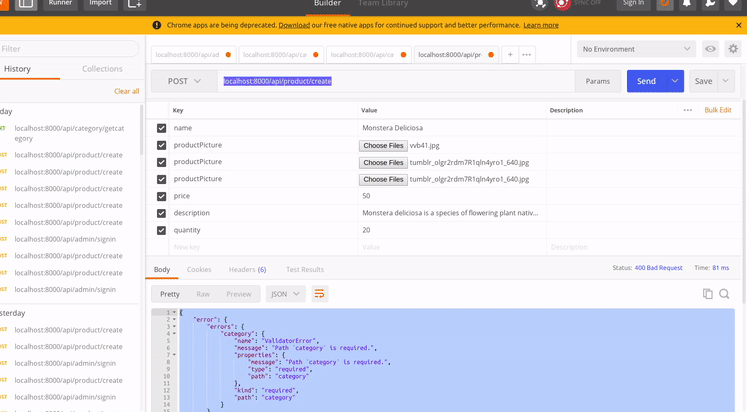 Runner
Import
Builder
Team Library
SYNC OFF
Sign In
Chrome apps are being deprecated. Download our free native apps for continued support and better performance. Learn more
Filter
History
Collections
Clear all
localhost:8000/api/category/getcat
egory
localhost:8000/api/product/create
localhost:8000/api/product/create
localhost:8000/api/product/create
localhost:8000/api/product/create
localhost:8000/api/product/create
localhost:8000/api/admin/signin
localhost:8000/api/product/create
localhost:8000/api/product/create
localhost:8000/api/admin/signin
localhost:8000/api/product/create
localhost:8000/api/product/create
localhost:8000/api/admin/signin
localhost:8000/api/product/create
localhost:8000/api/admin/signin
localhost:8000/api/ad
localhost:8000/api/ca
localhost:8000/api/pr
No Environment
POST
localhost:8000/api/product/create
Params
Send
Save
Key Value Description
Bulk Edit
name Monstera Deliciosa
productPicture Choose Files vvb41.jpg
productPicture Choose Files tumblr_olgr2rdm7R1qln4yro1_640.jpg
productPicture Choose Files tumblr_olgr2rdm7R1qln4yro1_640.jpg
price 50
description Monstera deliciosa is a species of flowering plant nativ...
quantity 20
New key Value Description
Body Cookies Headers (6) Test Results
Status: 400 Bad Request Time: 81 ms
Pretty Raw Preview JSON
1 {
2 "error": {
3 "errors": {
4 "category": {
5 "name": "ValidatorError",
6 "message": "Path `category` is required.",
7 "properties": {
8 "message": "Path `category` is required.",
9 "type": "required",
10 "path": "category"
11 },
12 "kind": "required",
13 "path": "category"
14 }